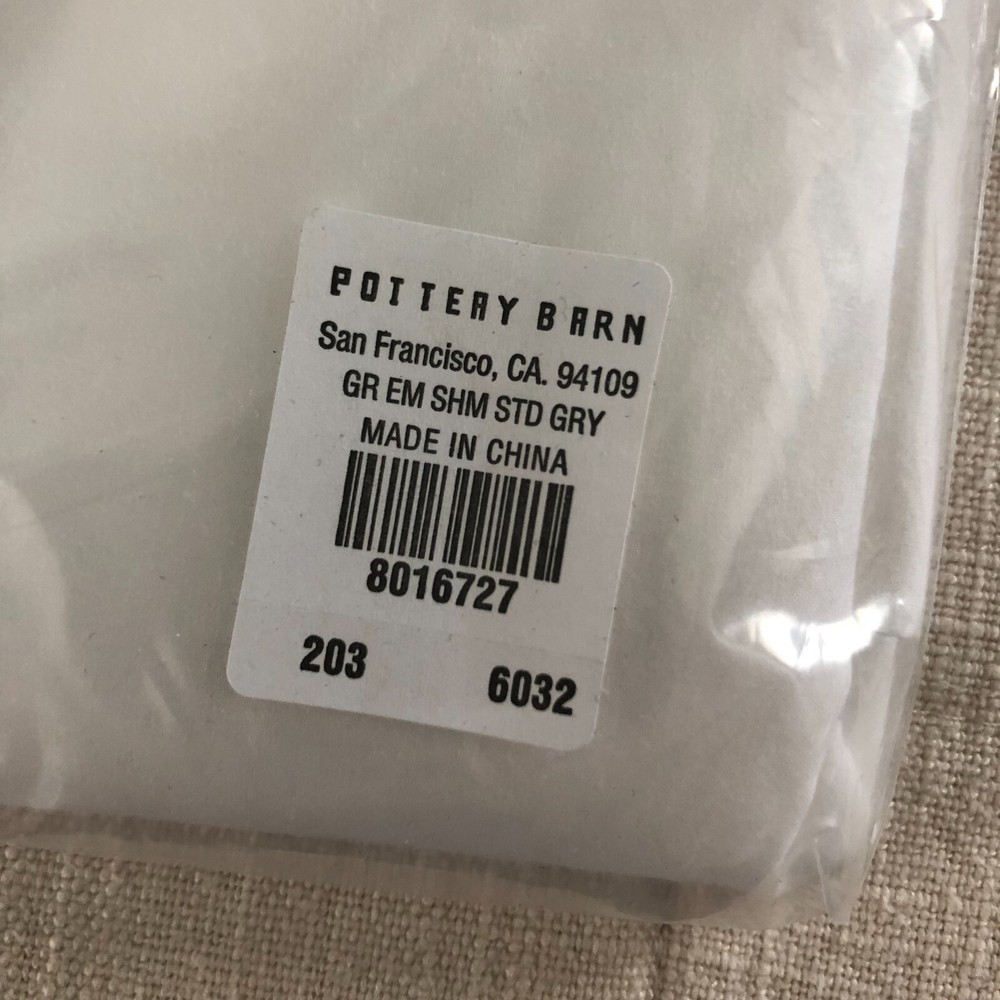 POTTERY BARN
San Francisco, CA. 94109
GR EM SHM STD GRY
MADE IN CHINA
8016727
203 6032